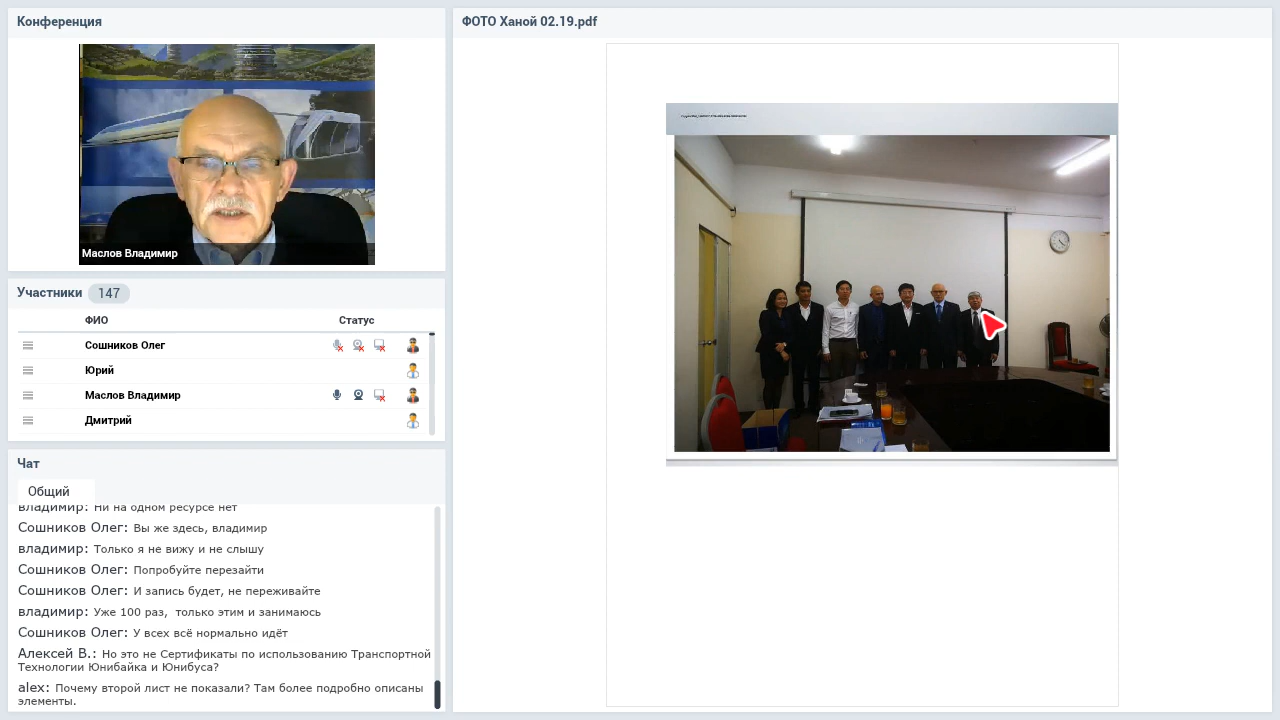 Конференция
Маслов Владимир
Участники 147
ФИО Статус
Сошников Олег
Юрий
Маслов Владимир
Дмитрий
Чат
Общий
владимир: Ни на одном ресурсе нет
Сошников Олег: Вы же здесь, владимир
владимир: Только я не вижу и не слышу
Сошников Олег: Попробуйте перезайти
Сошников Олег: И запись будет, не переживайте
владимир: Уже 100 раз, только этим и занимаюсь
Сошников Олег: У всех всё нормально идёт
Алексей В.: Но это не Сертификаты по использованию Транспортной
Технологии Юнибайка и Юнибуса?
alex: Почему второй лист не показали? Там более подробно описаны
элементы.
ФОТО Ханой 02.19.pdf